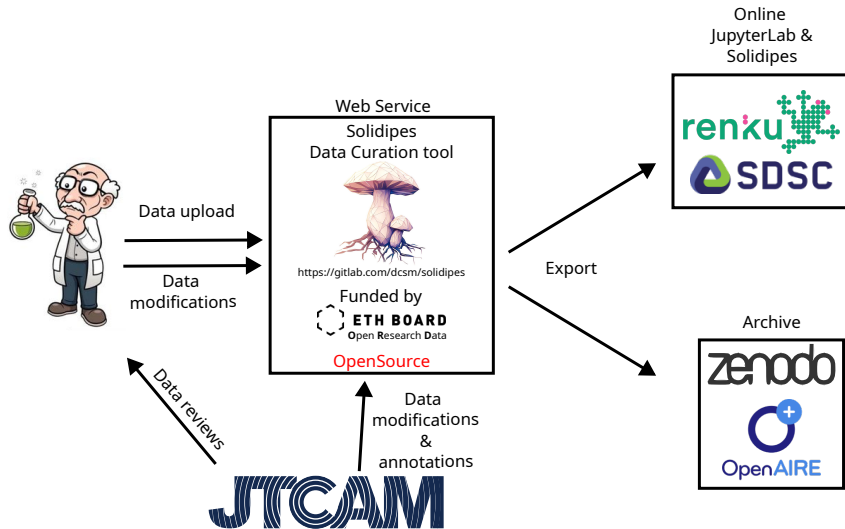 Online
JupyterLab &
Solidipes
renku
SDSC
Web Service
Solidipes
Data Curation tool
https://gitlab.com/dcsm/solidipes
Funded by
ETH BOARD
Open Research Data
OpenSource
Data upload
Data
modifications
Export
Archive
zenodo
OpenAIRE
Data reviews
Data
modifications
&
annotations
JTCAM